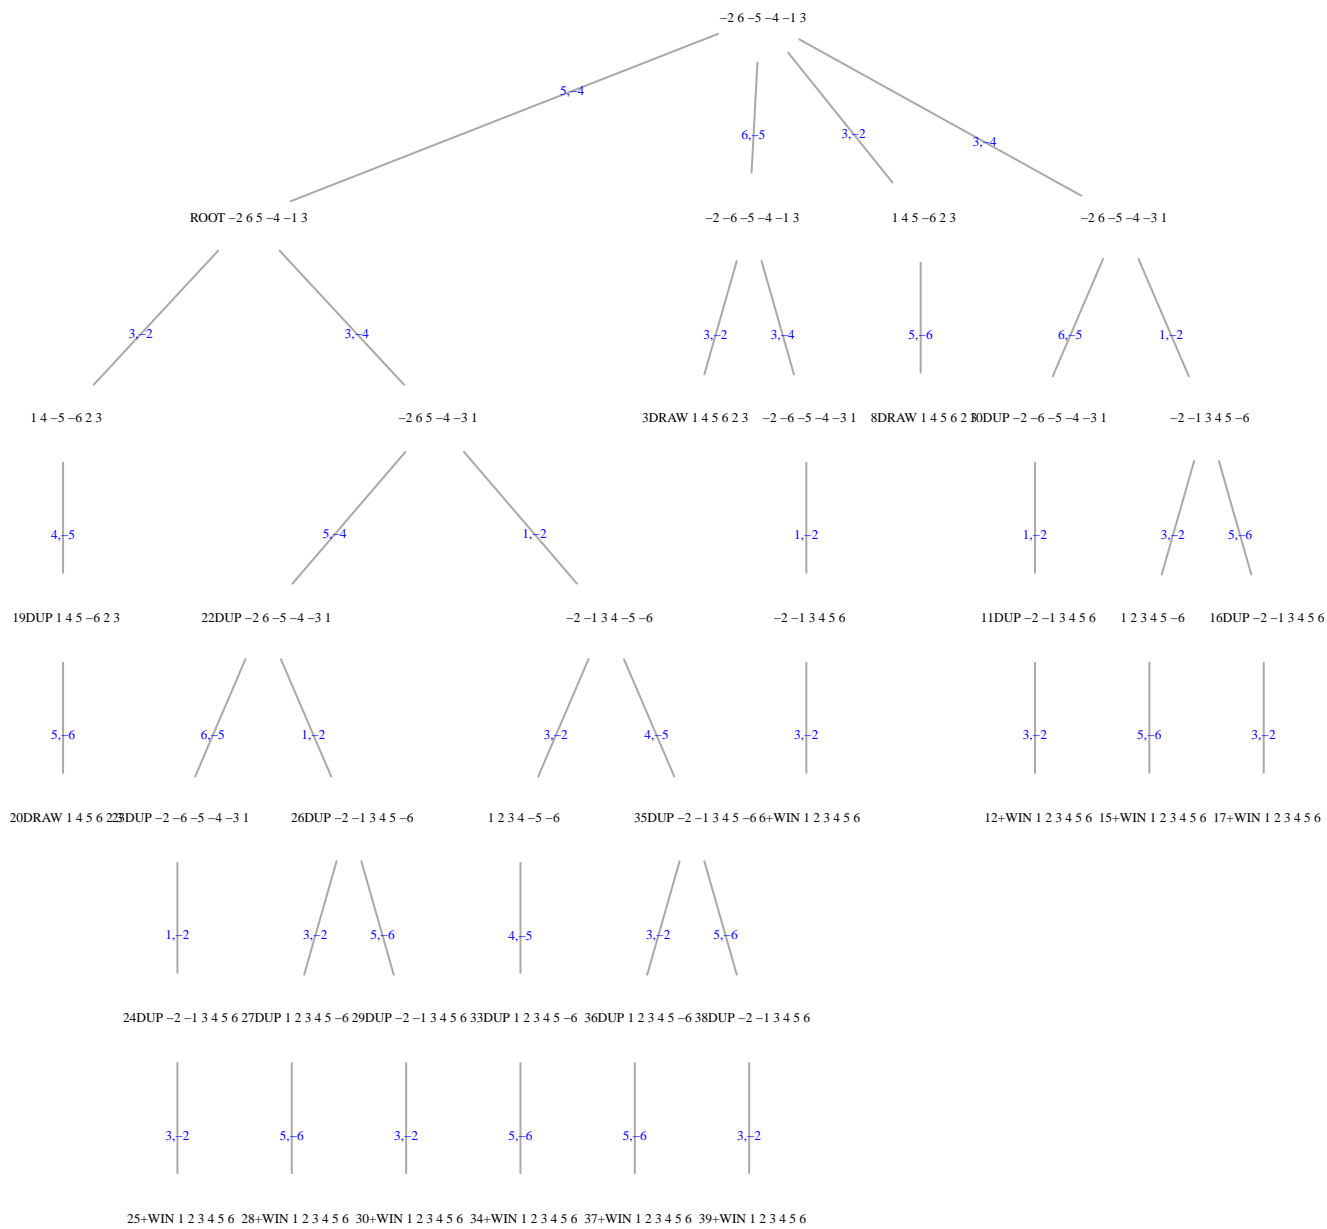 −2 6 −5 −4 −1 3
5,−4
6,−5
3,−2
3,−4
ROOT −2 6 5 −4 −1 3
−2 −6 −5 −4 −1 3
1 4 5 −6 2 3
−2 6 −5 −4 −3 1
3,−2
3,−4
3,−2
3,−4
5,−6
6,−5
1,−2
1 4 −5 −6 2 3
−2 6 5 −4 −3 1
3DRAW 1 4 5 6 2 3
−2 −6 −5 −4 −3 1
8DRAW 1 4 5 6 2 3
10DUP −2 −6 −5 −4 −3 1
−2 −1 3 4 5 −6
4,−5
5,−4
1,−2
1,−2
1,−2
3,−2
5,−6
19DUP 1 4 5 −6 2 3
22DUP −2 6 −5 −4 −3 1
−2 −1 3 4 −5 −6
−2 −1 3 4 5 6
11DUP −2 −1 3 4 5 6
1 2 3 4 5 −6
16DUP −2 −1 3 4 5 6
5,−6
6,−5
1,−2
3,−2
4,−5
3,−2
3,−2
5,−6
3,−2
20DRAW 1 4 5 6 2 3
23DUP −2 −6 −5 −4 −3 1
26DUP −2 −1 3 4 5 −6
1 2 3 4 −5 −6
35DUP −2 −1 3 4 5 −6
6+WIN 1 2 3 4 5 6
12+WIN 1 2 3 4 5 6
15+WIN 1 2 3 4 5 6
17+WIN 1 2 3 4 5 6
1,−2
3,−2
5,−6
4,−5
3,−2
5,−6
24DUP −2 −1 3 4 5 6
27DUP 1 2 3 4 5 −6
29DUP −2 −1 3 4 5 6
33DUP 1 2 3 4 5 −6
36DUP 1 2 3 4 5 −6
38DUP −2 −1 3 4 5 6
3,−2
5,−6
3,−2
5,−6
5,−6
3,−2
25+WIN 1 2 3 4 5 6
28+WIN 1 2 3 4 5 6
30+WIN 1 2 3 4 5 6
34+WIN 1 2 3 4 5 6
37+WIN 1 2 3 4 5 6
39+WIN 1 2 3 4 5 6